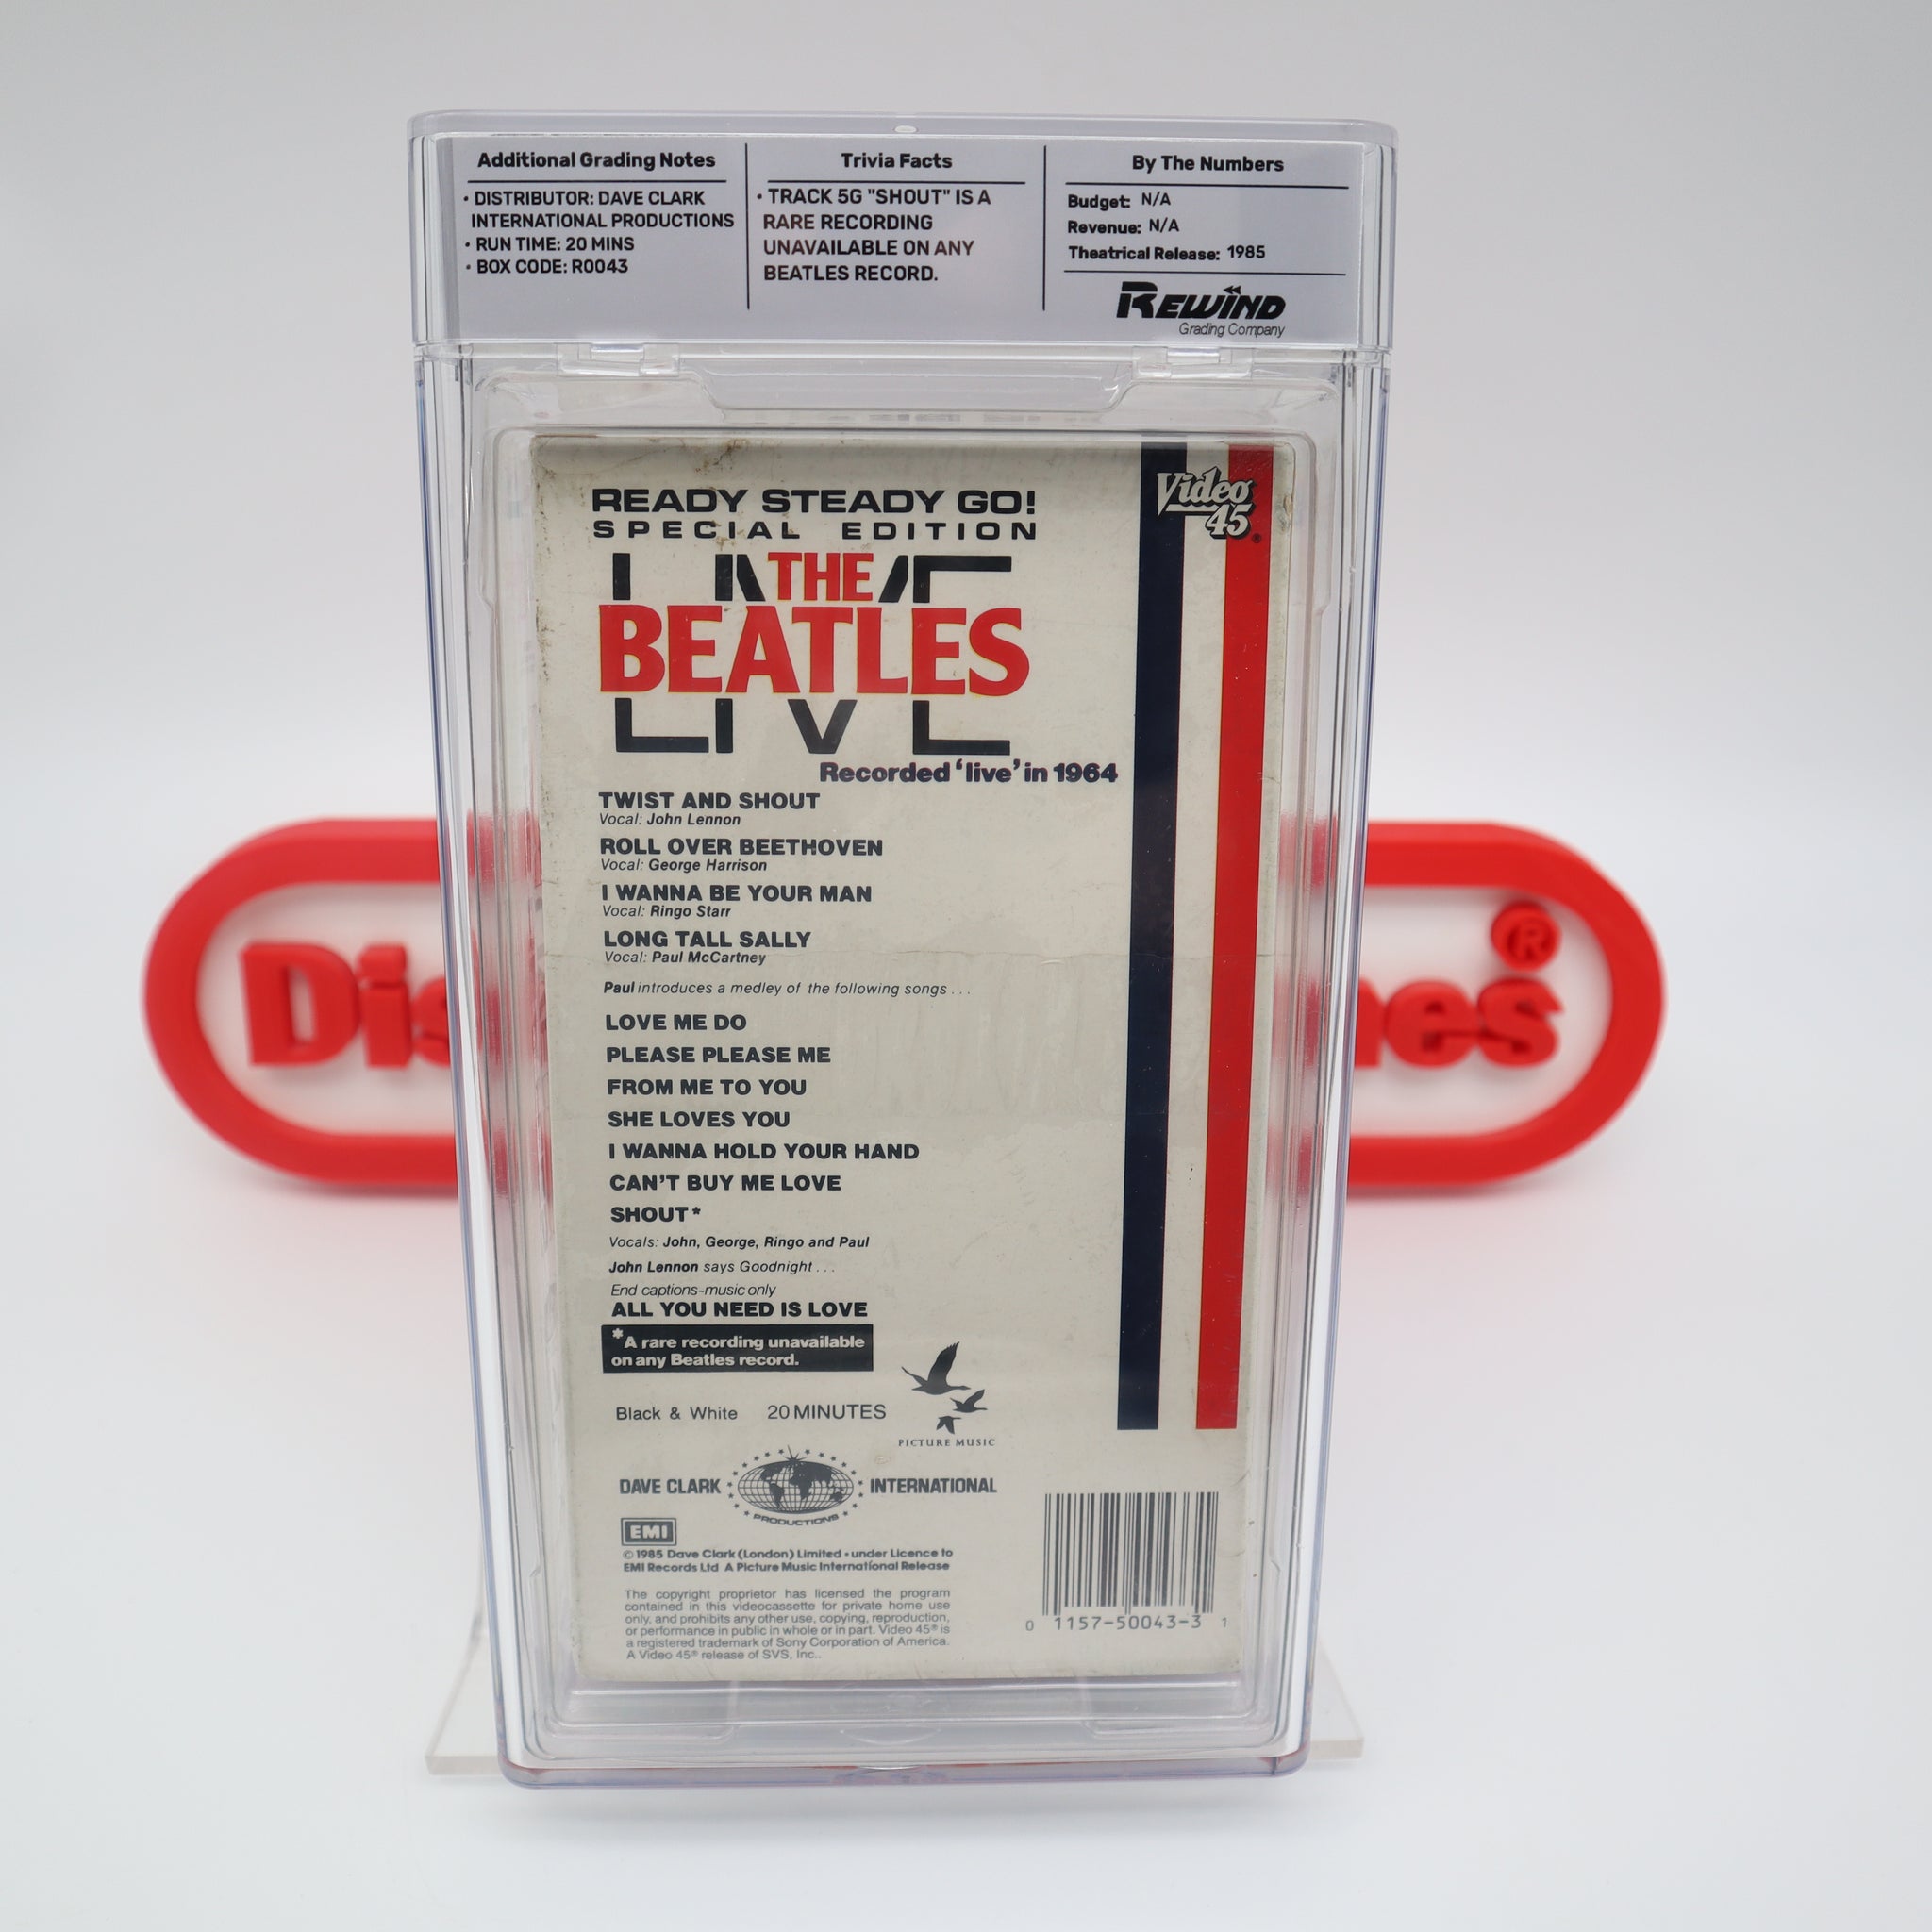 Additional Grading Notes
• DISTRIBUTOR: DAVE CLARK
INTERNATIONAL PRODUCTIONS
• RUN TIME: 20 MINS
• BOX CODE: R0043
Trivia Facts
• TRACK 5G "SHOUT" IS A
RARE RECORDING
UNAVAILABLE ON ANY
BEATLES RECORD.
By The Numbers
Budget: N/A
Revenue: N/A
Theatrical Release: 1985
REWIND
Grading Company
READY STEADY GO!
SPECIAL EDITION
Video
45®
LIVE
THE
BEATLES
LIVE
Recorded 'live' in 1964
TWIST AND SHOUT
Vocal: John Lennon
ROLL OVER BEETHOVEN
Vocal: George Harrison
I WANNA BE YOUR MAN
Vocal: Ringo Starr
LONG TALL SALLY
Vocal: Paul McCartney
Paul introduces a medley of the following songs . . .
LOVE ME DO
PLEASE PLEASE ME
FROM ME TO YOU
SHE LOVES YOU
I WANNA HOLD YOUR HAND
CAN'T BUY ME LOVE
SHOUT*
Vocals: John, George, Ringo and Paul
John Lennon says Goodnight . . .
End captions-music only
ALL YOU NEED IS LOVE
*A rare recording unavailable
on any Beatles record.
Black & White 20 MINUTES
PICTURE MUSIC
DAVE CLARK INTERNATIONAL
PRODUCTIONS
EMI
© 1985 Dave Clark (London) Limited • under Licence to
EMI Records Ltd A Picture Music International Release
The copyright proprietor has licensed the program
contained in this videocassette for private home use
only, and prohibits any other use, copying, reproduction,
or performance in public in whole or in part. Video 45® is
a registered trademark of Sony Corporation of America.
A Video 45® release of SVS, Inc..
0 1157-50043-3 1
Dis
nes®